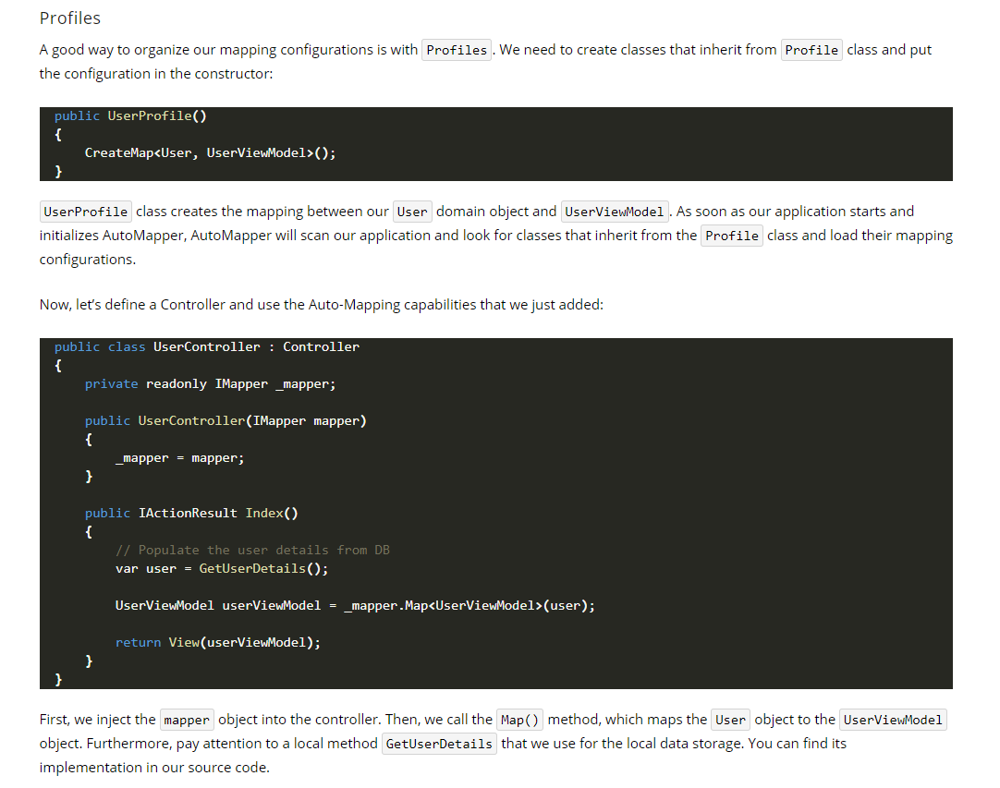 Profiles
A good way to organize our mapping configurations is with Profiles. We need to create classes that inherit from Profile class and put
the configuration in the constructor:
public UserProfile()
{
    CreateMap<User, UserViewModel>();
}
UserProfile class creates the mapping between our User domain object and UserViewModel. As soon as our application starts and
initializes AutoMapper, AutoMapper will scan our application and look for classes that inherit from the Profile class and load their mapping
configurations.
Now, let’s define a Controller and use the Auto-Mapping capabilities that we just added:
public class UserController : Controller
{
    private readonly IMapper _mapper;
    public UserController(IMapper mapper)
    {
        _mapper = mapper;
    }
    public IActionResult Index()
    {
        // Populate the user details from DB
        var user = GetUserDetails();
        UserViewModel userViewModel = _mapper.Map<UserViewModel>(user);
        return View(userViewModel);
    }
}
First, we inject the mapper object into the controller. Then, we call the Map() method, which maps the User object to the UserViewModel
object. Furthermore, pay attention to a local method GetUserDetails that we use for the local data storage. You can find its
implementation in our source code.